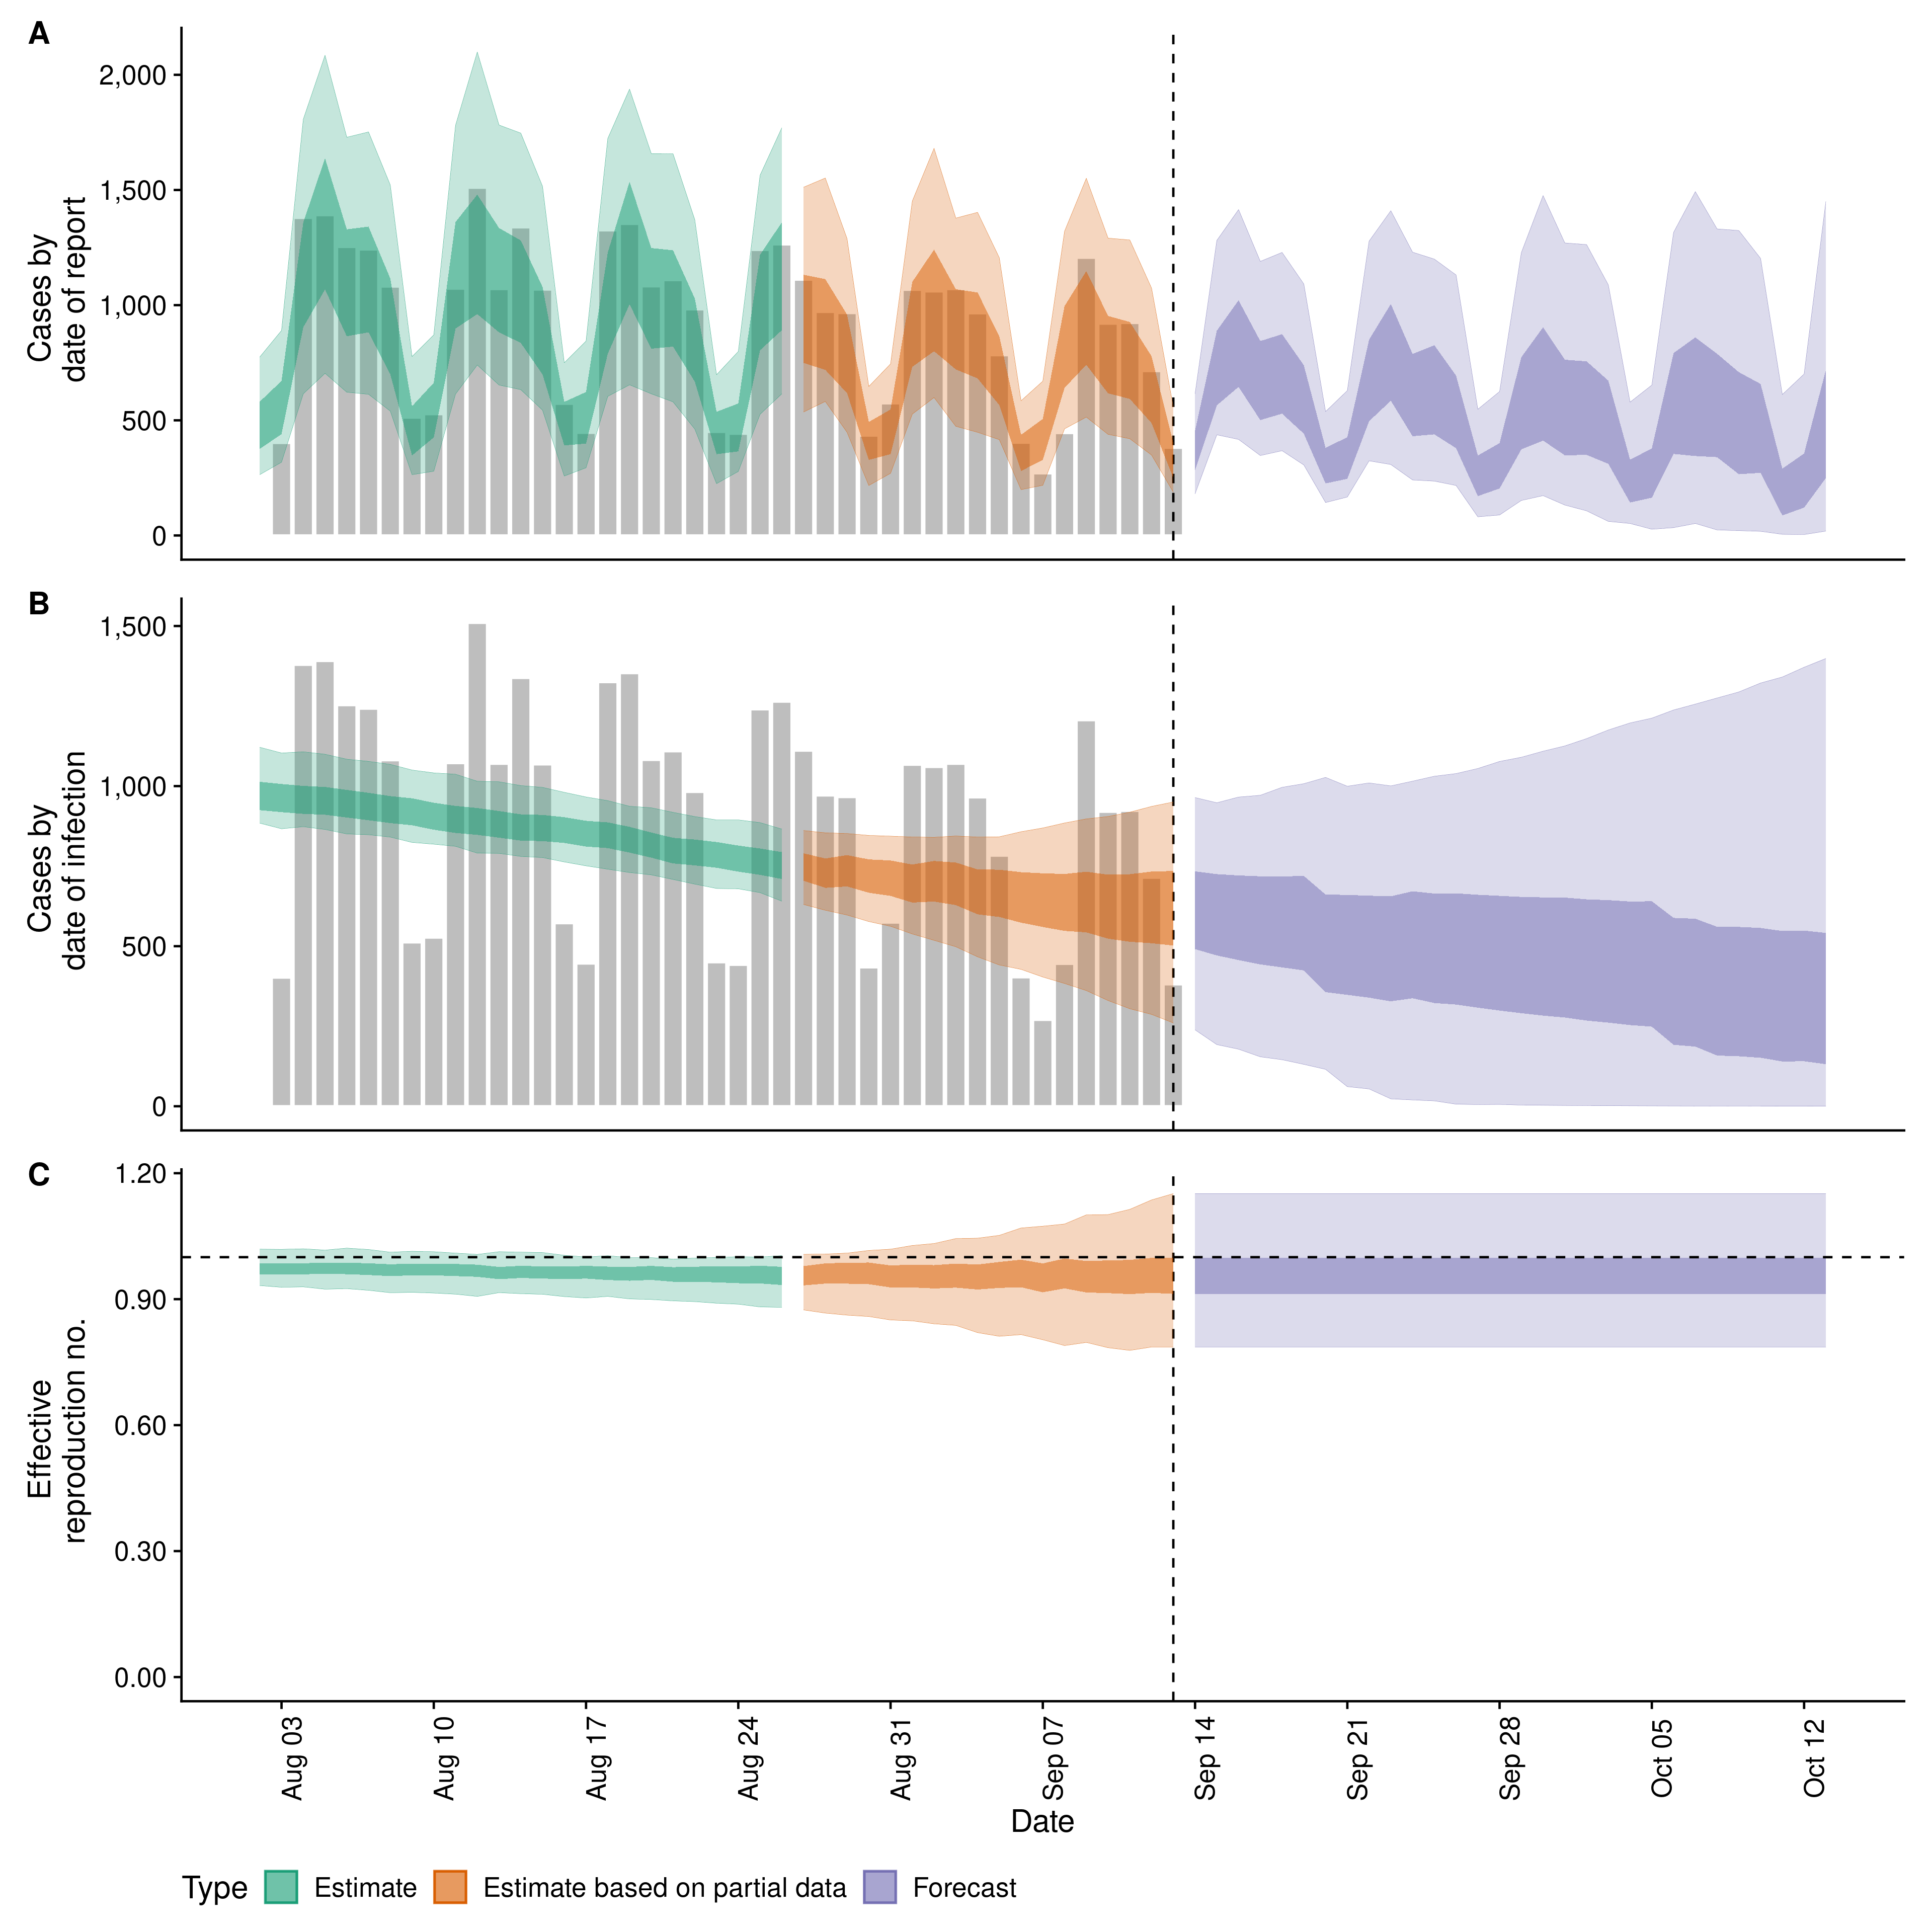 A
Cases by
date of report
2,000
1,500
1,000
500
0
B
Cases by
date of infection
1,500
1,000
500
0
C
Effective
reproduction no.
1.20
0.90
0.60
0.30
0.00
Aug 03
Aug 10
Aug 17
Aug 24
Aug 31
Sep 07
Sep 14
Sep 21
Sep 28
Oct 05
Oct 12
Date
Type Estimate Estimate based on partial data Forecast